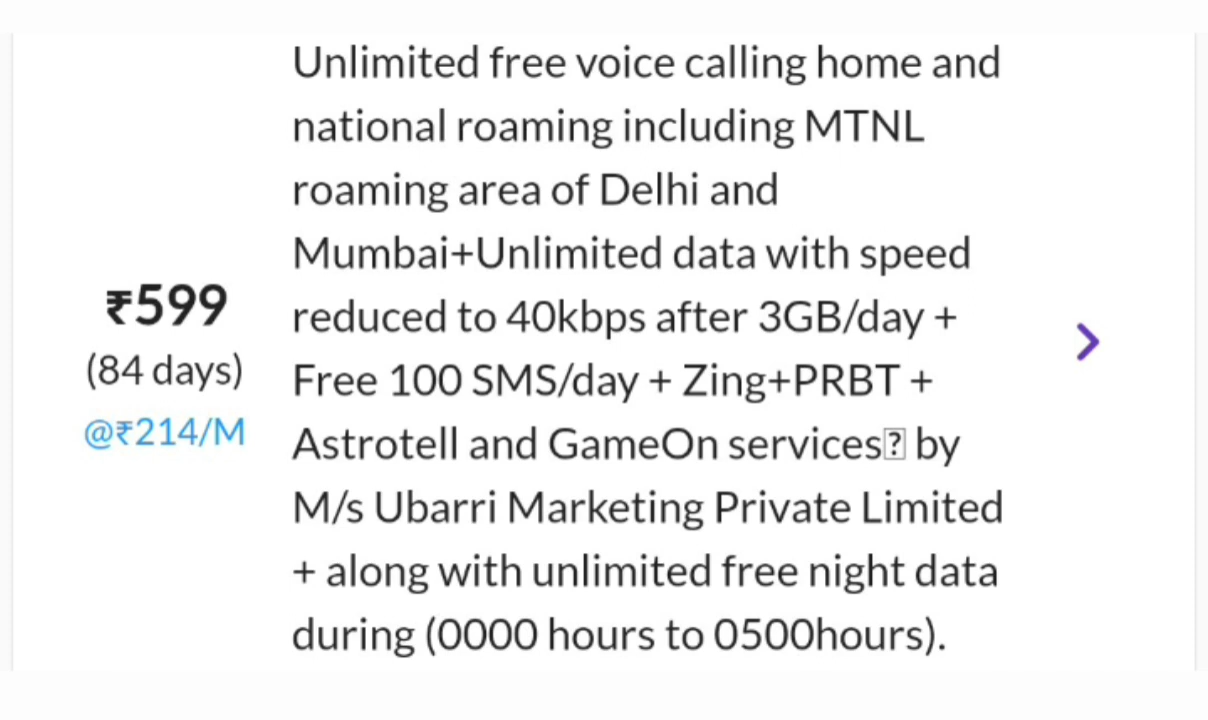 Unlimited free voice calling home and
national roaming including MTNL
roaming area of Delhi and
Mumbai+Unlimited data with speed
reduced to 40kbps after 3GB/day +
Free 100 SMS/day + Zing+PRBT +
Astrotell and GameOn services⍰ by
M/s Ubarri Marketing Private Limited
+ along with unlimited free night data
during (0000 hours to 0500hours).
₹599
(84 days)
@₹214/M